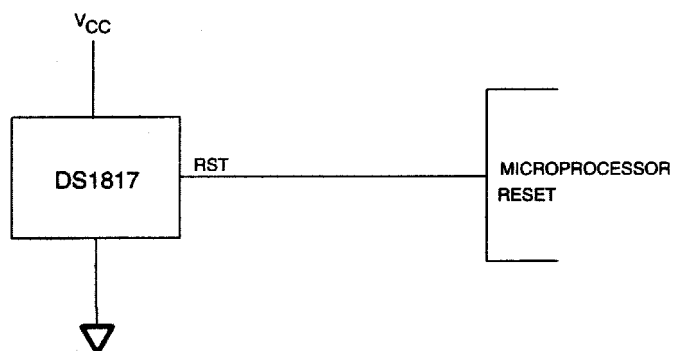 VCC
DS1817
RST
MICROPROCESSOR
RESET